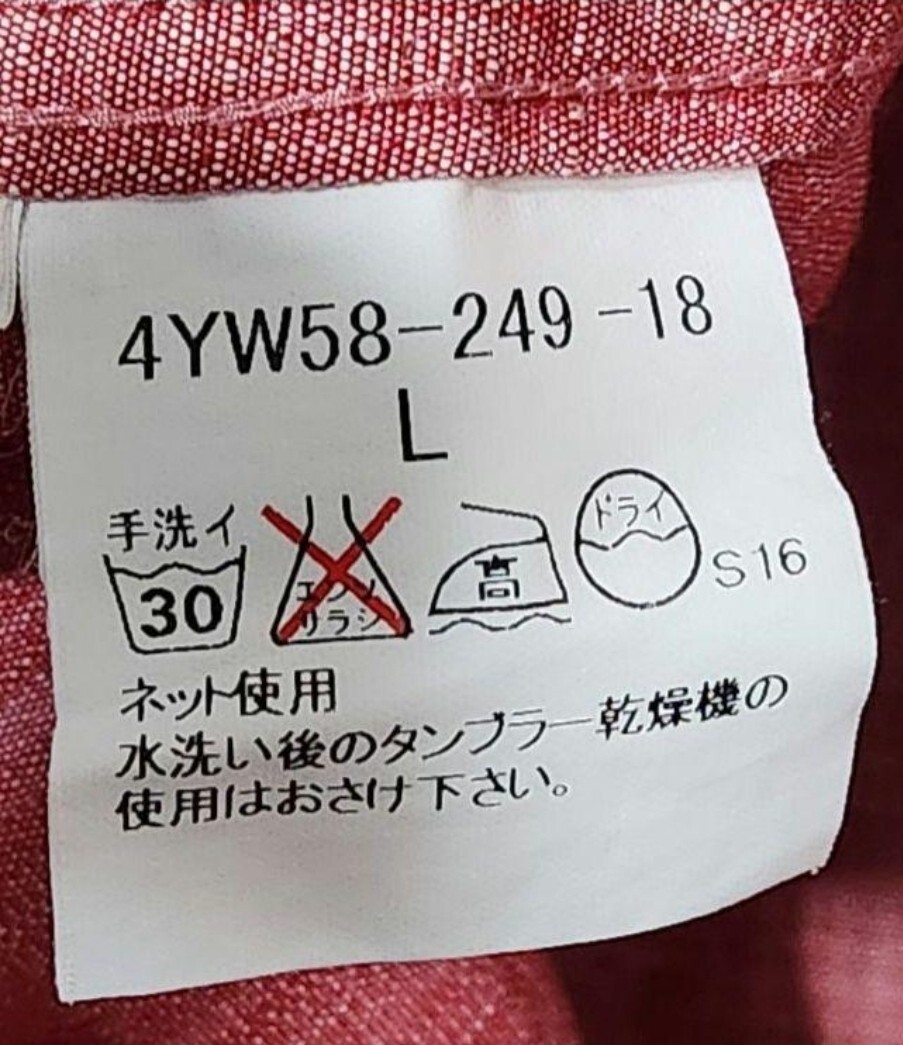 4YW58-249-18
L
手洗イ
30
エンソ
サラシ
高
ドライ
S16
ネット使用
水洗い後のタンブラー乾燥機の
使用はおさけ下さい。